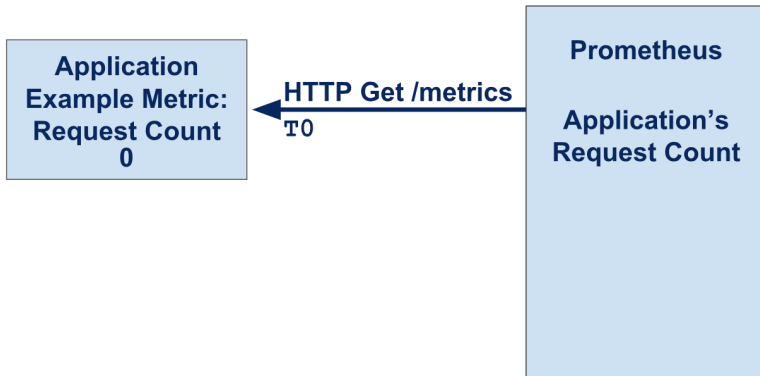 Application
Example Metric:
Request Count
0
HTTP Get /metrics
T0
Prometheus
Application's
Request Count